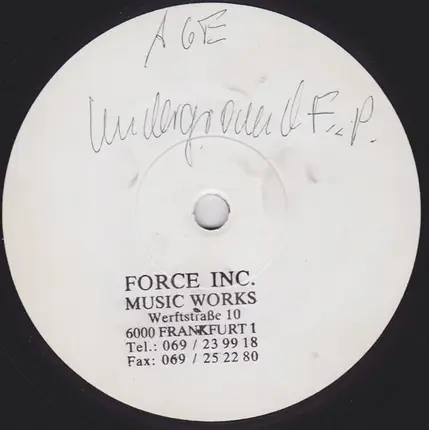 AGE
Underground E.P.
FORCE INC.
MUSIC WORKS
Werftstraße 10
6000 FRANKFURT 1
Tel.: 069 / 23 99 18
Fax: 069 / 25 22 80